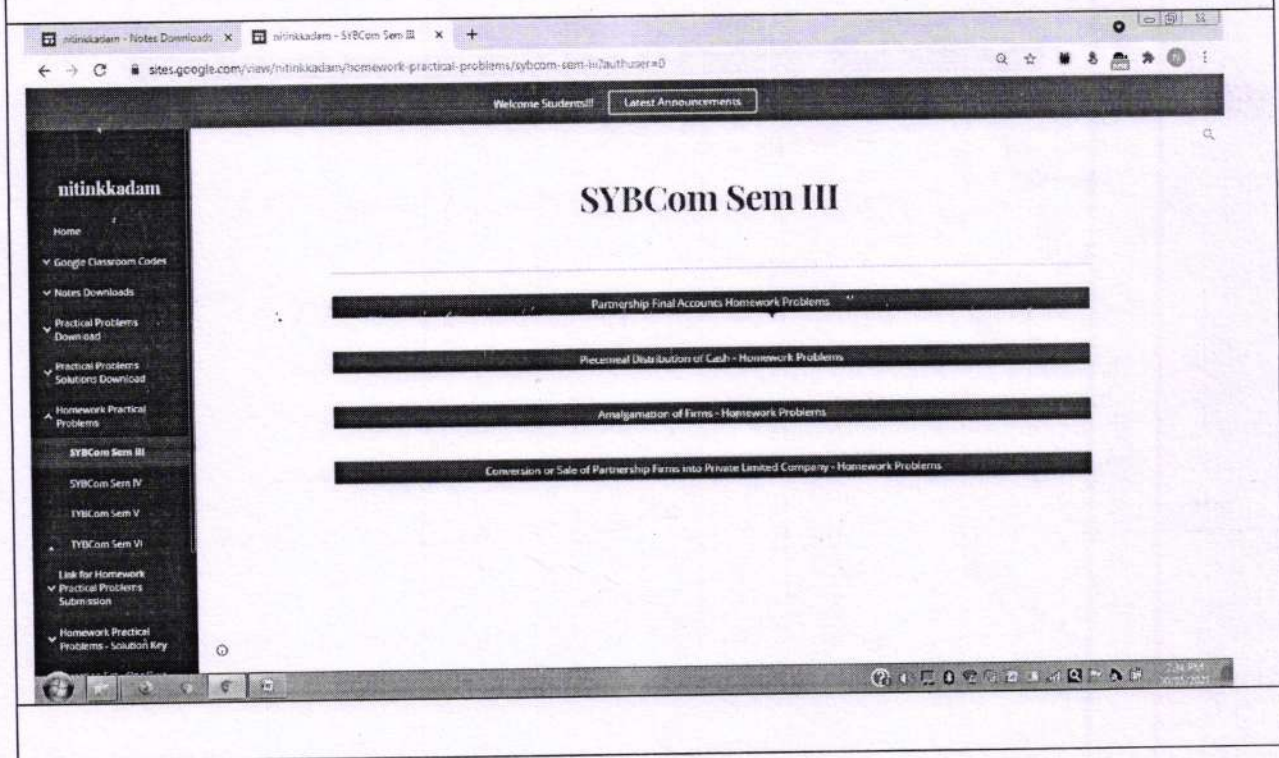 nitinkkadam - Notes Downloads
nitinkkadam - SYBCom Sem III
sites.google.com/view/nitinkkadam/homework-practical-problems/sybcom-sem-iii?authuser=0
Welcome Students!!!
Latest Announcements
nitinkkadam
Home
Google Classroom Codes
Notes Downloads
Practical Problems
Download
Practical Problems
Solutions Download
Homework Practical
Problems
SYBCom Sem III
SYBCom Sem IV
TYBCom Sem V
TYBCom Sem VI
Link for Homework
Practical Problems
Submission
Homework Practical
Problems - Solution Key
SYBCom Sem III
Partnership Final Accounts Homework Problems
Piecemeal Distribution of Cash - Homework Problems
Amalgamation of Firms - Homework Problems
Conversion or Sale of Partnership Firms into Private Limited Company - Homework Problems